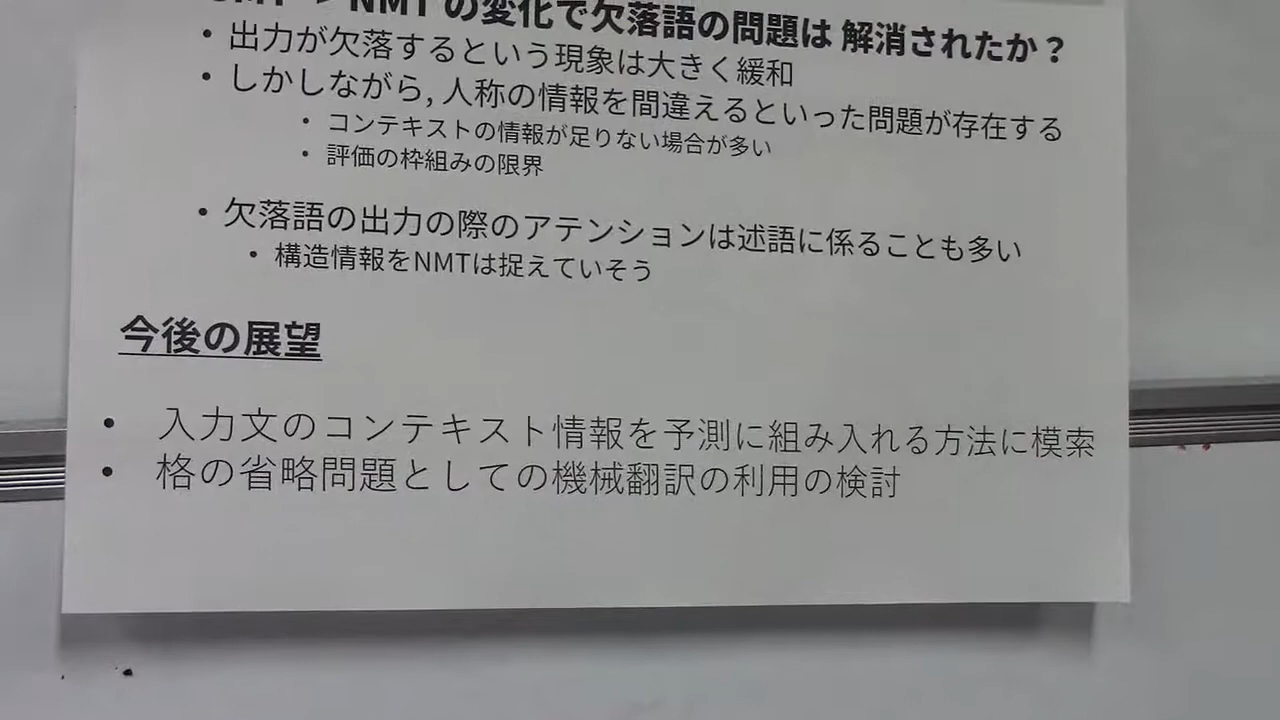 NMTの変化で欠落語の問題は 解消されたか？
• 出力が欠落するという現象は大きく緩和
• しかしながら, 人称の情報を間違えるといった問題が存在する
• コンテキストの情報が足りない場合が多い
• 評価の枠組みの限界
• 欠落語の出力の際のアテンションは述語に係ることも多い
• 構造情報をNMTは捉えていそう
今後の展望
• 入力文のコンテキスト情報を予測に組み入れる方法に模索
• 格の省略問題としての機械翻訳の利用の検討